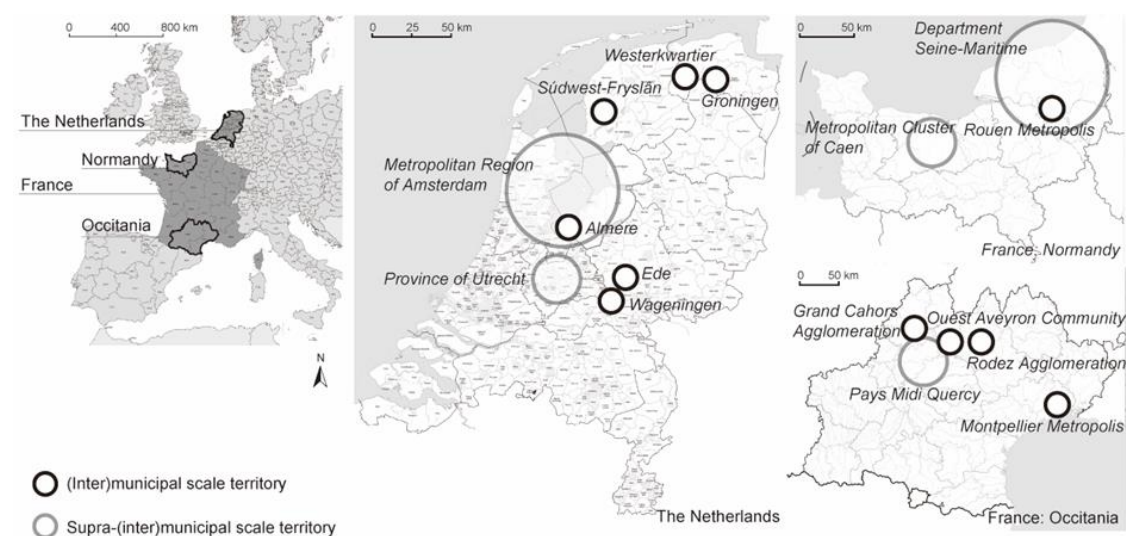 0 400 800 km
The Netherlands
Normandy
France
Occitania
N
(Inter)municipal scale territory
Supra-(inter)municipal scale territory
0 25 50 km
Westerkwartier
Súdwest-Fryslân
Groningen
Metropolitan Region
of Amsterdam
Almere
Province of Utrecht
Ede
Wageningen
The Netherlands
0 50 km
Department
Seine-Maritime
Metropolitan Cluster
of Caen
Rouen Metropolis
France: Normandy
0 50 km
Grand Cahors
Agglomeration
Ouest Aveyron Community
Rodez Agglomeration
Pays Midi Quercy
Montpellier Metropolis
France: Occitania